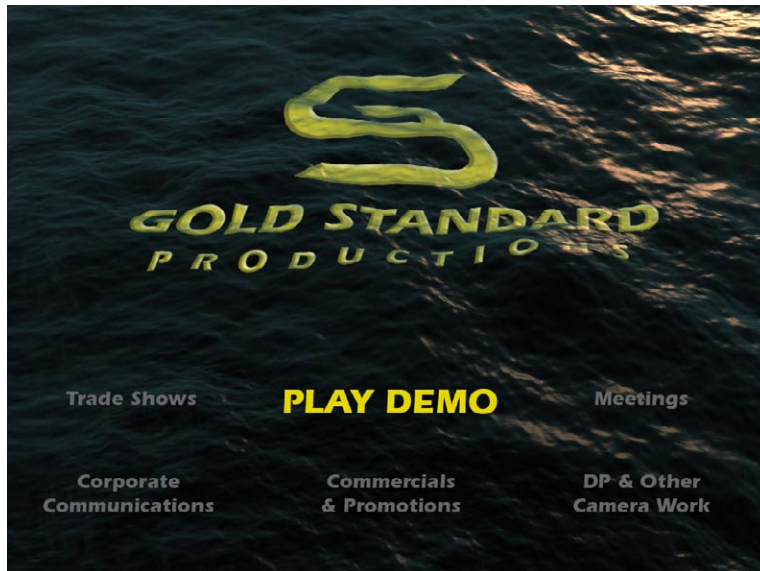 GOLD STANDARD
PRODUCTIONS
Trade Shows
PLAY DEMO
Meetings
Corporate
Communications
Commercials
& Promotions
DP & Other
Camera Work